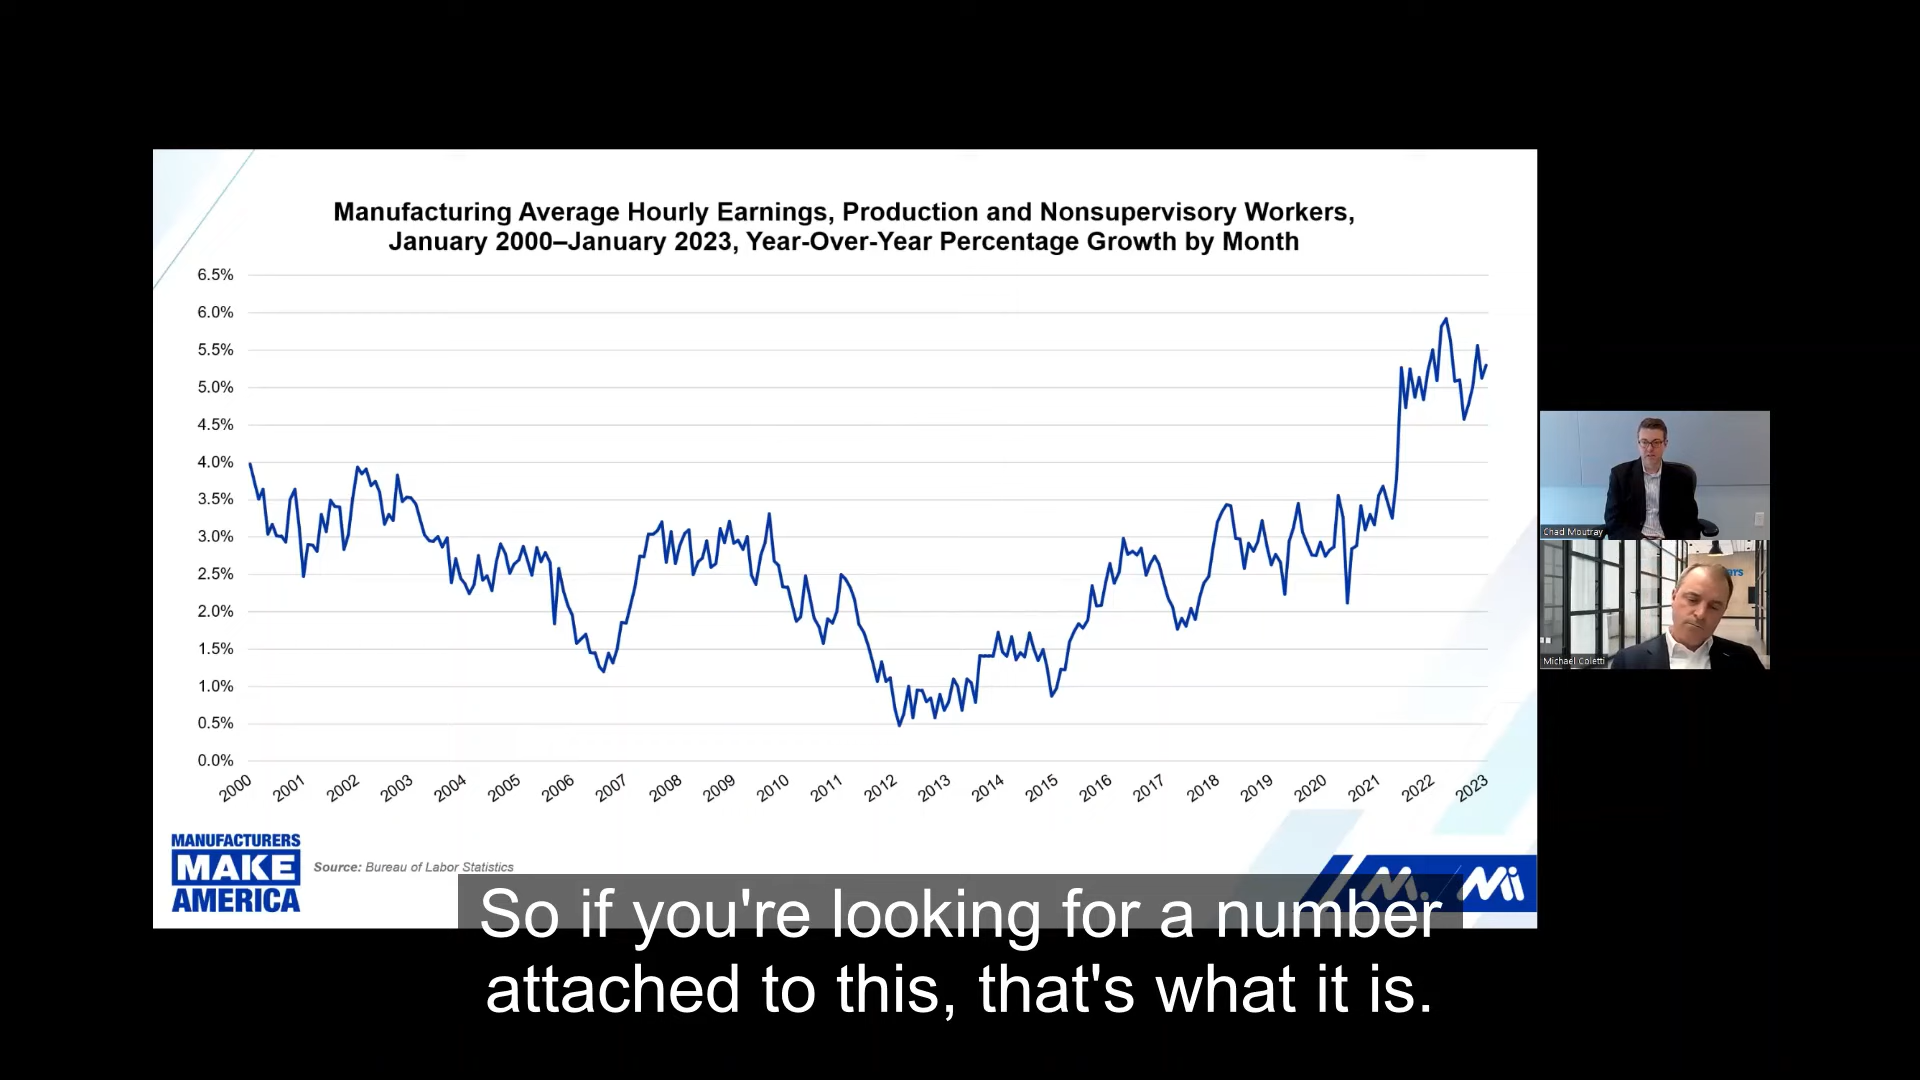 Manufacturing Average Hourly Earnings, Production and Nonsupervisory Workers,
January 2000–January 2023, Year-Over-Year Percentage Growth by Month
6.5%
6.0%
5.5%
5.0%
4.5%
4.0%
3.5%
3.0%
2.5%
2.0%
1.5%
1.0%
0.5%
0.0%
2000 2001 2002 2003 2004 2005 2006 2007 2008 2009 2010 2011 2012 2013 2014 2015 2016 2017 2018 2019 2020 2021 2022 2023
Chad Moutray
Michael Coletti
MANUFACTURERS
MAKE
AMERICA
Source: Bureau of Labor Statistics
So if you're looking for a number
attached to this, that's what it is.